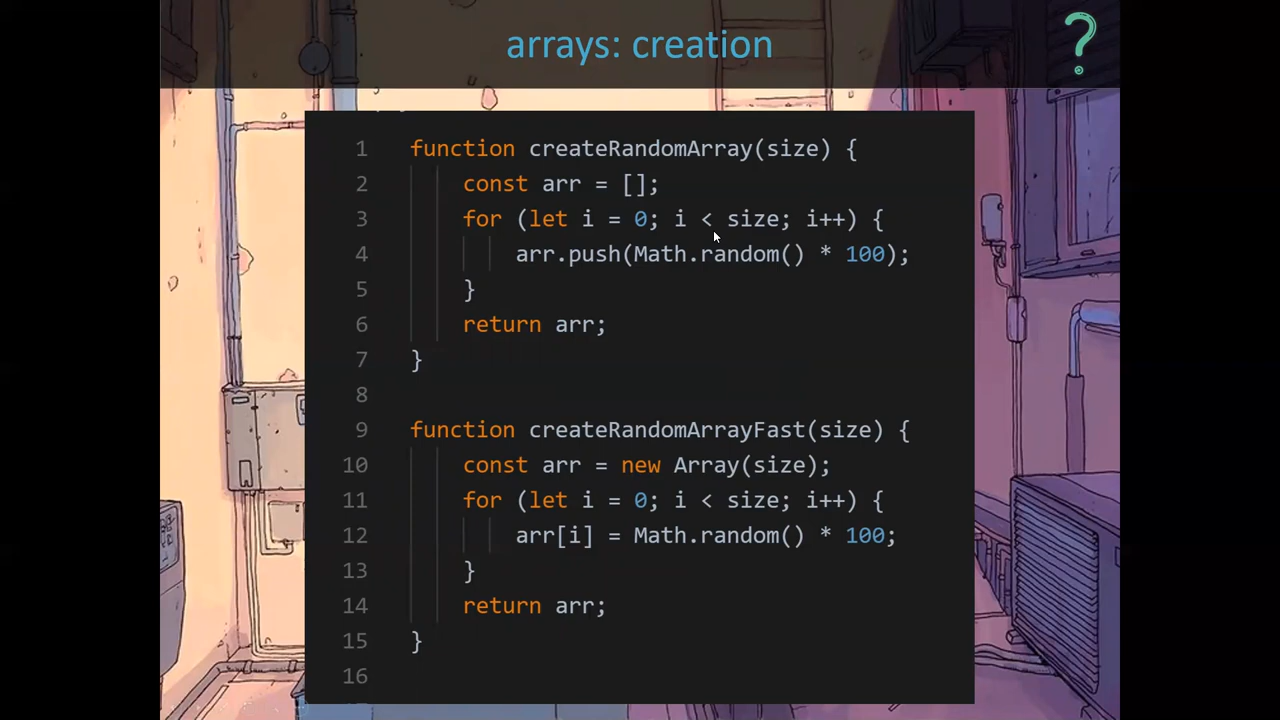 arrays: creation
?
1 function createRandomArray(size) {
2 const arr = [];
3 for (let i = 0; i < size; i++) {
4 arr.push(Math.random() * 100);
5 }
6 return arr;
7 }
8
9 function createRandomArrayFast(size) {
10 const arr = new Array(size);
11 for (let i = 0; i < size; i++) {
12 arr[i] = Math.random() * 100;
13 }
14 return arr;
15 }
16